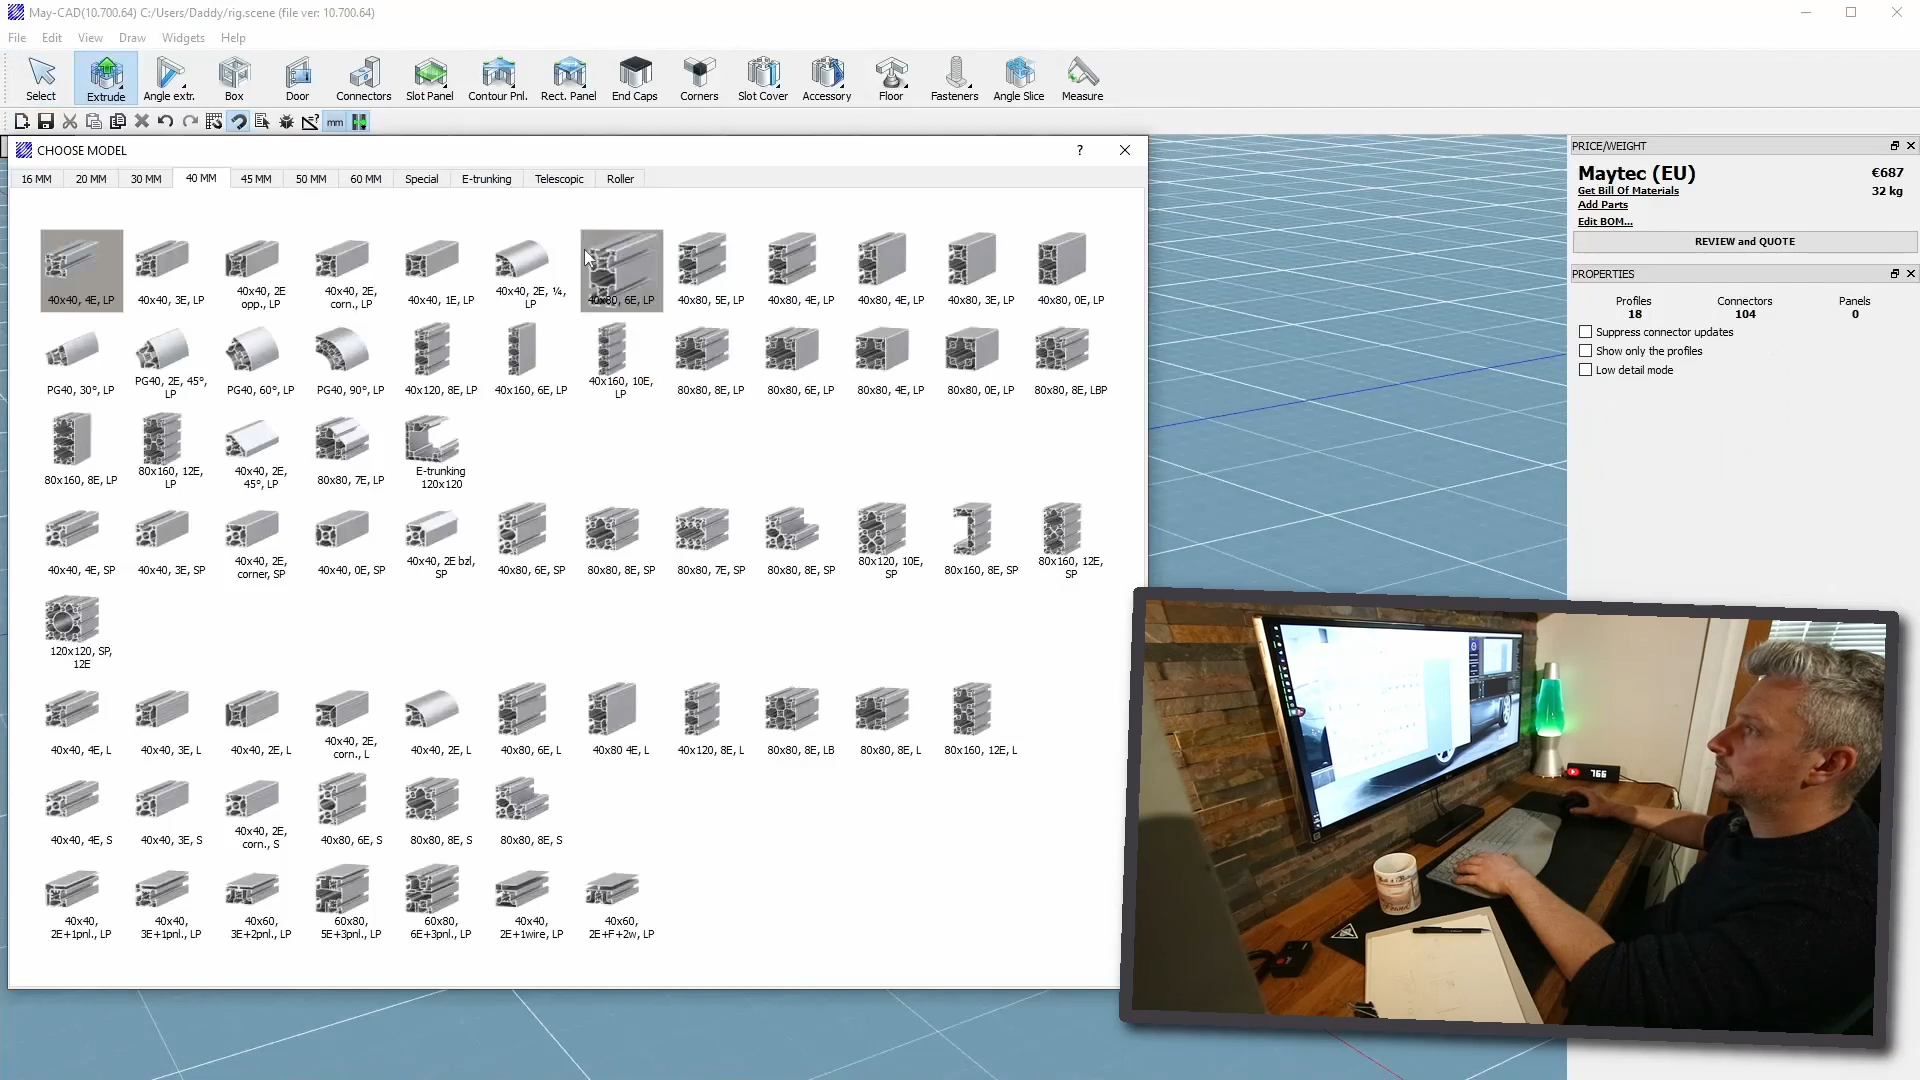 May-CAD(10.700.64) C:/Users/Daddy/rig.scene (file ver: 10.700.64)
File Edit View Draw Widgets Help
Select Extrude Angle extr. Box Door Connectors Slot Panel Contour Pnl. Rect. Panel End Caps Corners Slot Cover Accessory Floor Fasteners Angle Slice Measure
mm
CHOOSE MODEL
?
16 MM 20 MM 30 MM 40 MM 45 MM 50 MM 60 MM Special E-trunking Telescopic Roller
40x40, 4E, LP
40x40, 3E, LP
40x40, 2E
opp., LP
40x40, 2E,
corn., LP
40x40, 1E, LP
40x40, 2E, ¼,
LP
40x80, 6E, LP
40x80, 5E, LP
40x80, 4E, LP
40x80, 4E, LP
40x80, 3E, LP
40x80, 0E, LP
PG40, 30°, LP
PG40, 2E, 45°,
LP
PG40, 60°, LP
PG40, 90°, LP
40x120, 8E, LP
40x160, 6E, LP
40x160, 10E,
LP
80x80, 8E, LP
80x80, 6E, LP
80x80, 4E, LP
80x80, 0E, LP
80x80, 8E, LBP
80x160, 8E, LP
80x160, 12E,
LP
40x40, 2E,
45°, LP
80x80, 7E, LP
E-trunking
120x120
40x40, 4E, SP
40x40, 3E, SP
40x40, 2E,
corner, SP
40x40, 0E, SP
40x40, 2E bzl,
SP
40x80, 6E, SP
80x80, 8E, SP
80x80, 7E, SP
80x80, 8E, SP
80x120, 10E,
SP
80x160, 8E, SP
80x160, 12E,
SP
120x120, SP,
12E
40x40, 4E, L
40x40, 3E, L
40x40, 2E, L
40x40, 2E,
corn., L
40x40, 2E, L
40x80, 6E, L
40x80 4E, L
40x120, 8E, L
80x80, 8E, LB
80x80, 8E, L
80x160, 12E, L
40x40, 4E, S
40x40, 3E, S
40x40, 2E,
corn., S
40x80, 6E, S
80x80, 8E, S
80x80, 8E, S
40x40,
2E+1pnl., LP
40x40,
3E+1pnl., LP
40x60,
3E+2pnl., LP
60x80,
5E+3pnl., LP
60x80,
6E+3pnl., LP
40x40,
2E+1wire, LP
40x60,
2E+F+2w, LP
PRICE/WEIGHT
Maytec (EU) €687
Get Bill Of Materials 32 kg
Add Parts
Edit BOM...
REVIEW and QUOTE
PROPERTIES
Profiles Connectors Panels
18 104 0
Suppress connector updates
Show only the profiles
Low detail mode
766